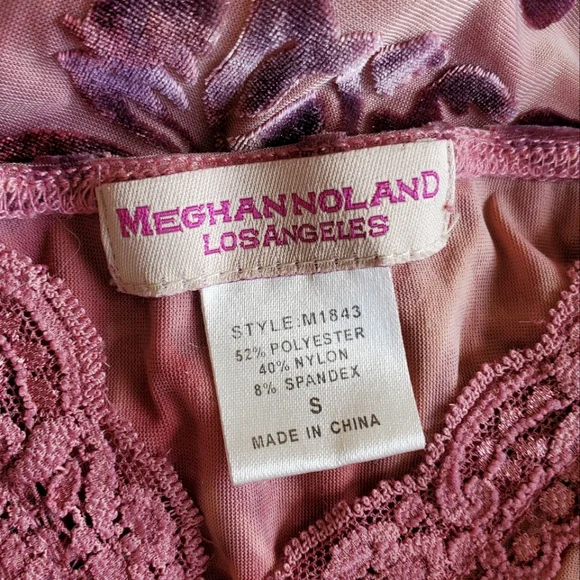 MEGHANNOLAND
LOSANGELES
STYLE:M1843
52% POLYESTER
40% NYLON
8% SPANDEX
S
MADE IN CHINA